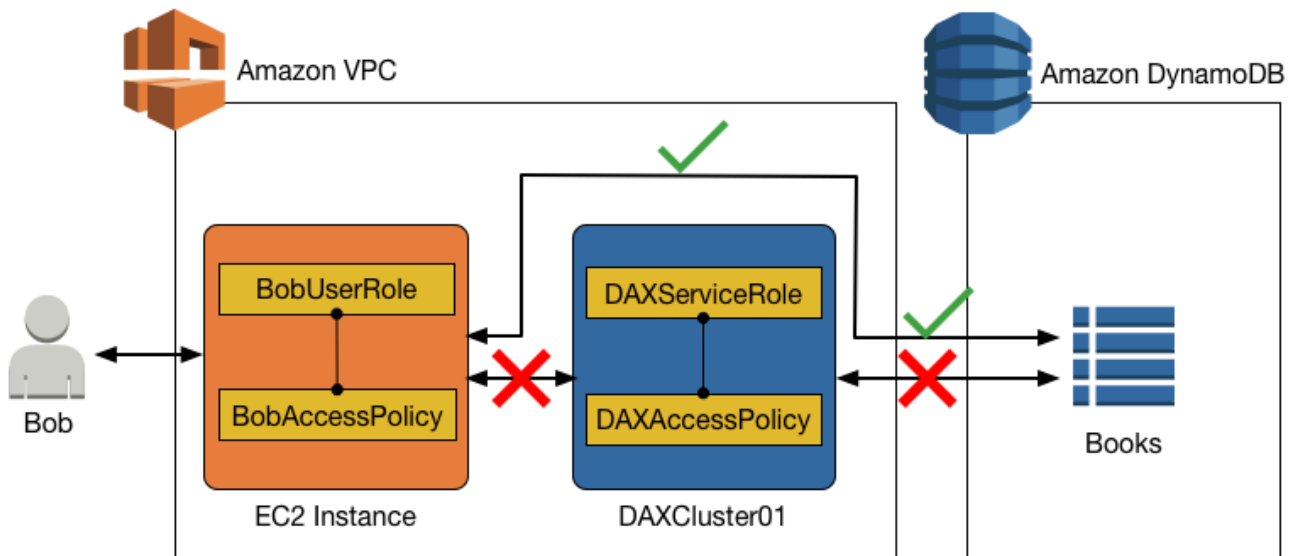 Amazon VPC
Amazon DynamoDB
BobUserRole
DAXServiceRole
BobAccessPolicy
DAXAccessPolicy
Bob
Books
EC2 Instance
DAXCluster01